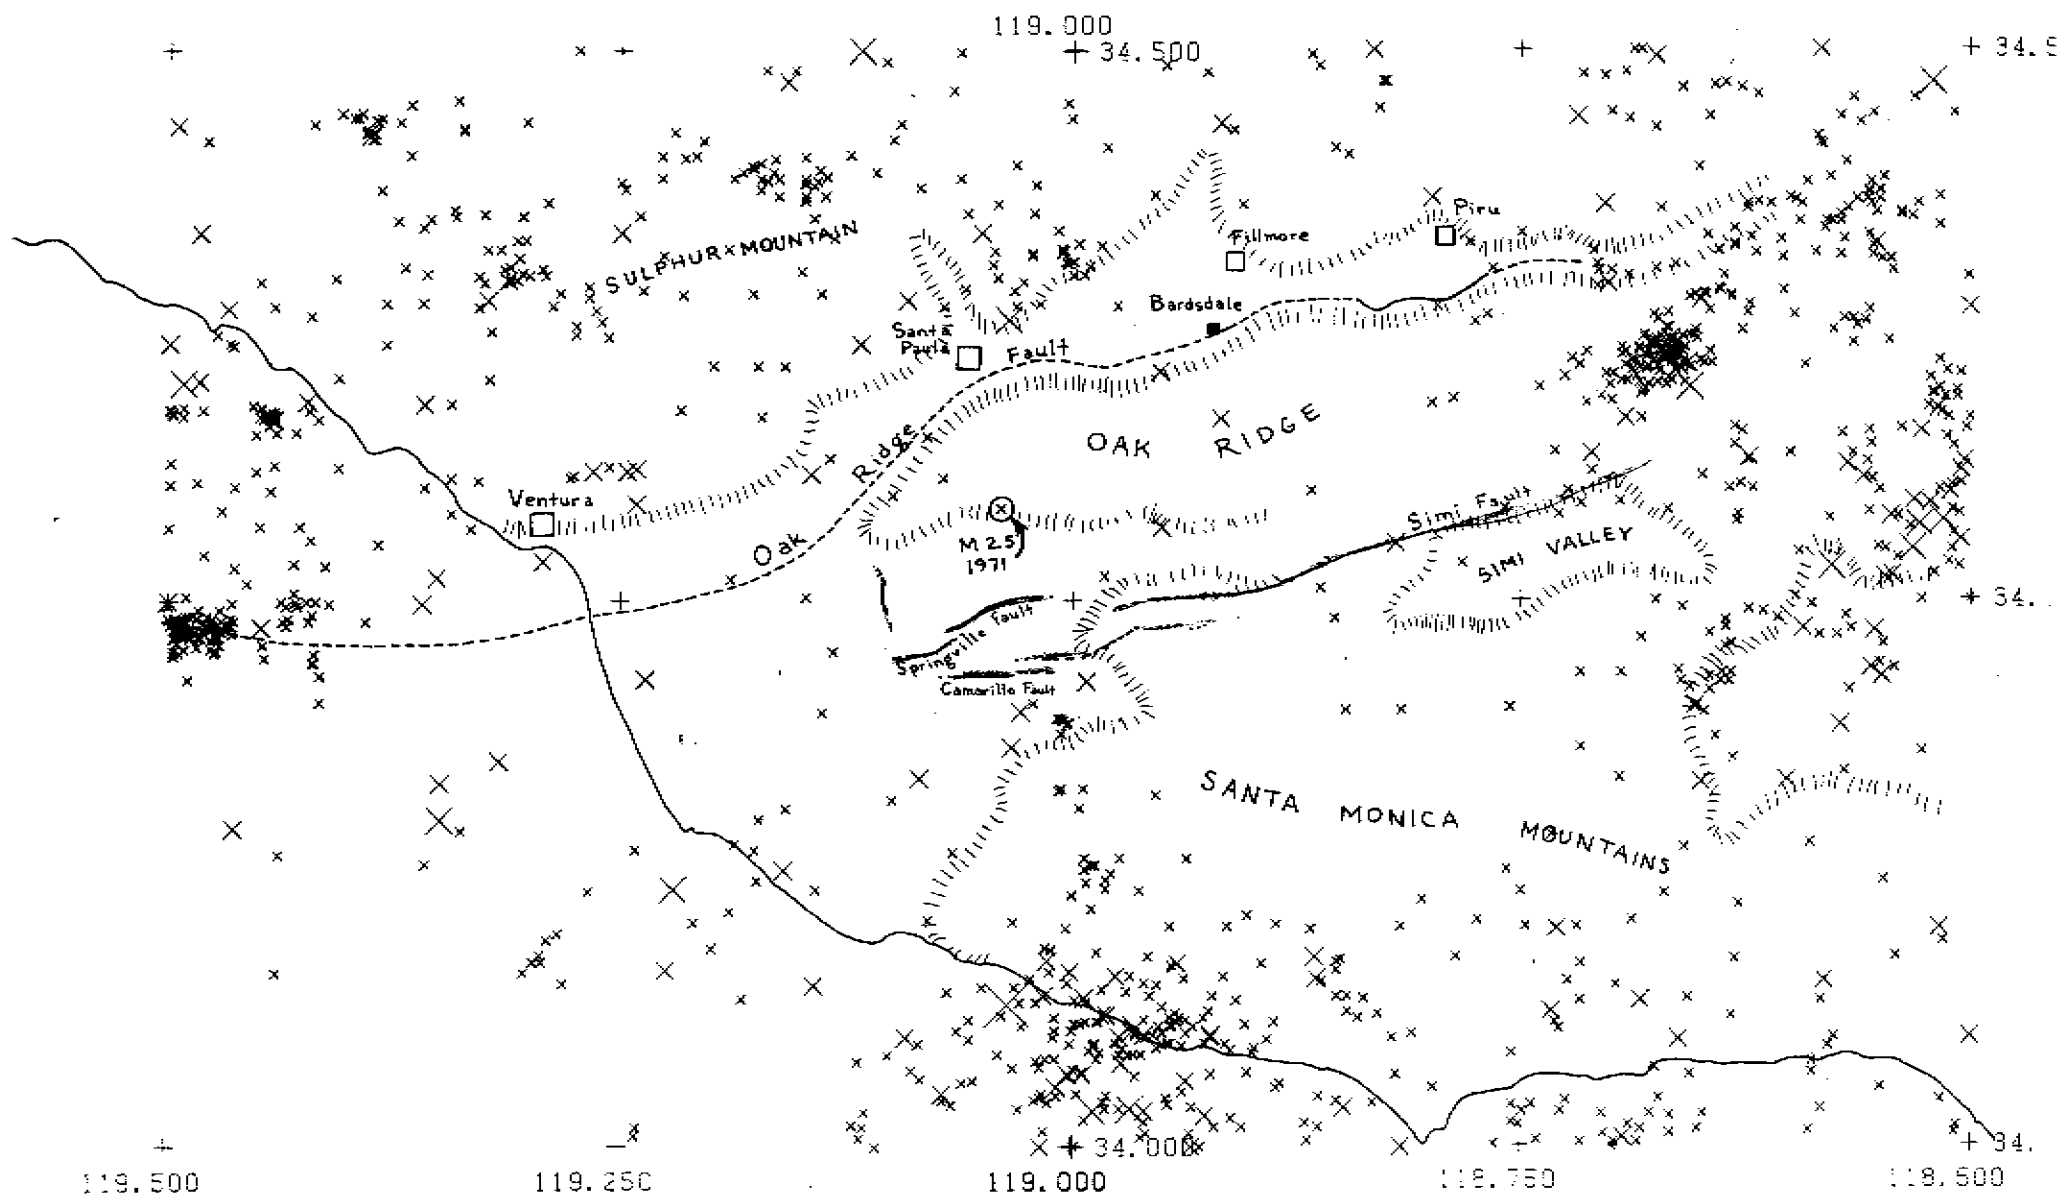 119.000
34.500
34.5
Piru
Fillmore
SULPHUR MOUNTAIN
Bardsdale
Santa
Paula
Oak Ridge Fault
OAK RIDGE
Ventura
Simi Fault
M 2.5
1971
SIMI VALLEY
34.
Springville Fault
Camarillo Fault
SANTA MONICA MOUNTAINS
34.000
34.
119.500
119.250
119.000
118.750
118.500